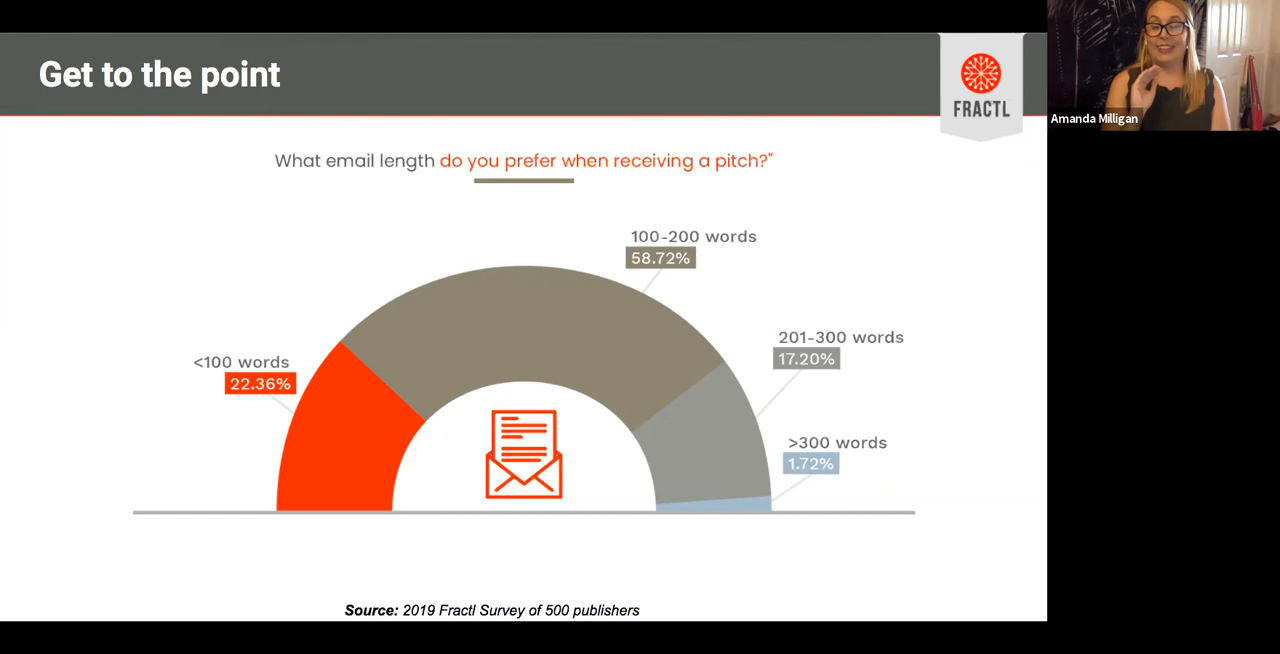 Get to the point
FRACTL
Amanda Milligan
What email length do you prefer when receiving a pitch?"
100-200 words
58.72%
201-300 words
17.20%
<100 words
22.36%
>300 words
1.72%
Source: 2019 Fractl Survey of 500 publishers